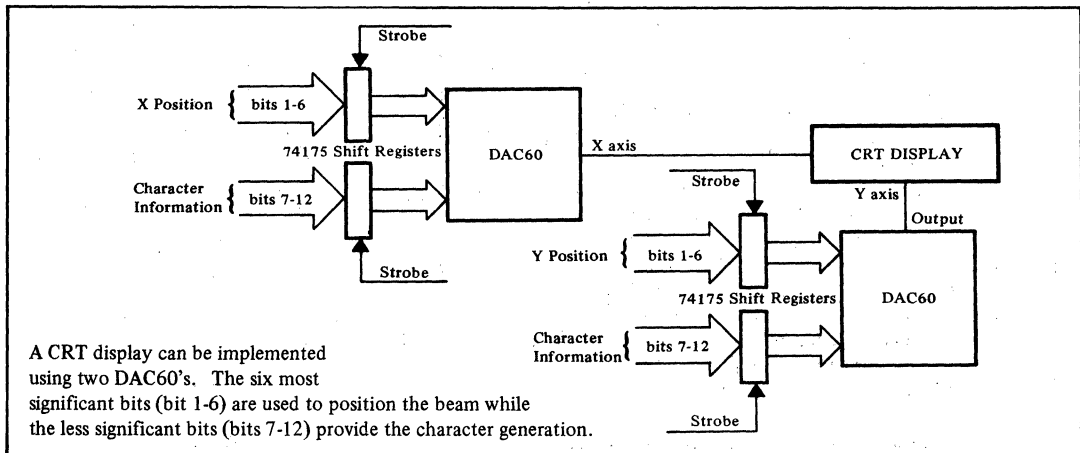 Strobe
X Position { bits 1-6
74175 Shift Registers
DAC60
X axis
CRT DISPLAY
Character
Information { bits 7-12
Strobe
Strobe
Y axis
Output
Y Position { bits 1-6
74175 Shift Registers
DAC60
Character
Information { bits 7-12
Strobe
A CRT display can be implemented
using two DAC60's. The six most
significant bits (bit 1-6) are used to position the beam while
the less significant bits (bits 7-12) provide the character generation.